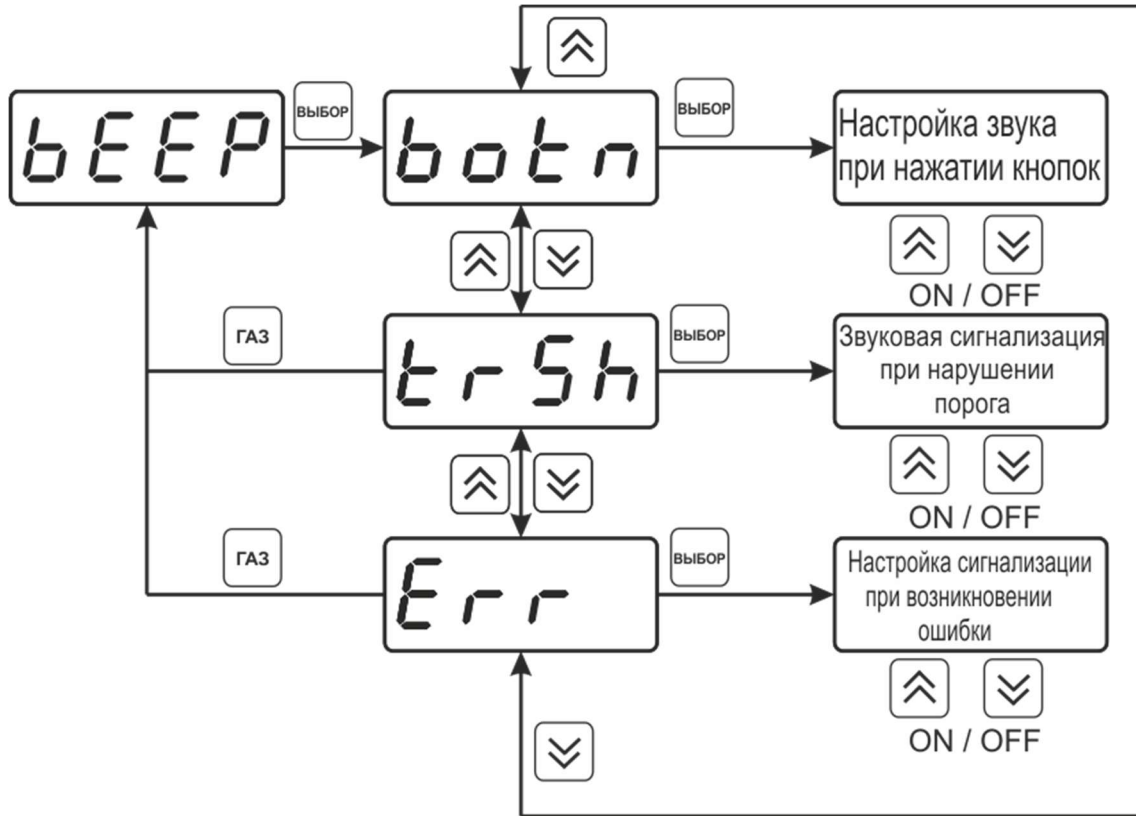 ВЫБОР
bEEP
botn
ВЫБОР
Настройка звука
при нажатии кнопок
ON / OFF
ГАЗ
trSh
ВЫБОР
Звуковая сигнализация
при нарушении
порога
ON / OFF
ГАЗ
Err
ВЫБОР
Настройка сигнализации
при возникновении
ошибки
ON / OFF